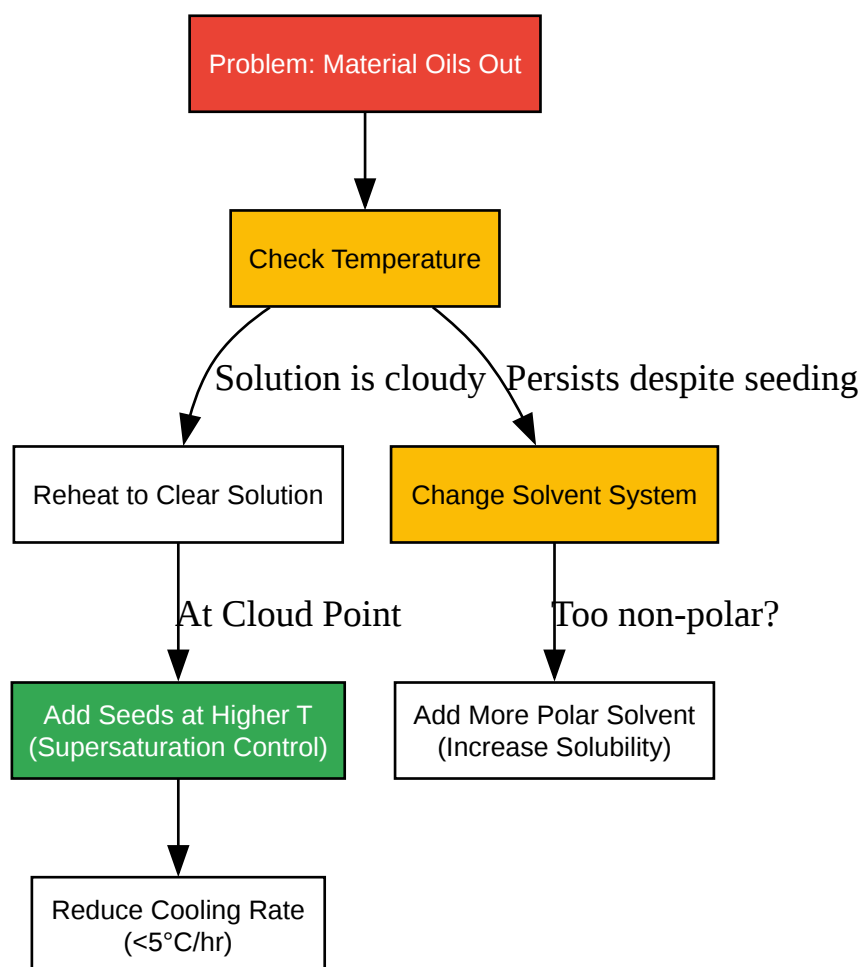 Problem: Material Oils Out
Check Temperature
Solution is cloudy
Persists despite seeding
Reheat to Clear Solution
Change Solvent System
At Cloud Point
Too non-polar?
Add Seeds at Higher T
(Supersaturation Control)
Add More Polar Solvent
(Increase Solubility)
Reduce Cooling Rate
(<5°C/hr)